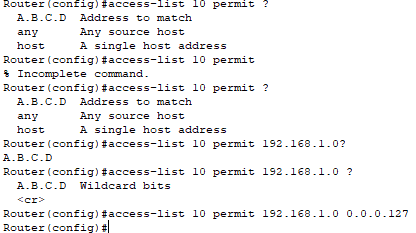 Router(config)#access-list 10 permit ?
  A.B.C.D  Address to match
  any      Any source host
  host     A single host address
Router(config)#access-list 10 permit
% Incomplete command.
Router(config)#access-list 10 permit ?
  A.B.C.D  Address to match
  any      Any source host
  host     A single host address
Router(config)#access-list 10 permit 192.168.1.0?
A.B.C.D
Router(config)#access-list 10 permit 192.168.1.0 ?
  A.B.C.D  Wildcard bits
  <cr>
Router(config)#access-list 10 permit 192.168.1.0 0.0.0.127
Router(config)#